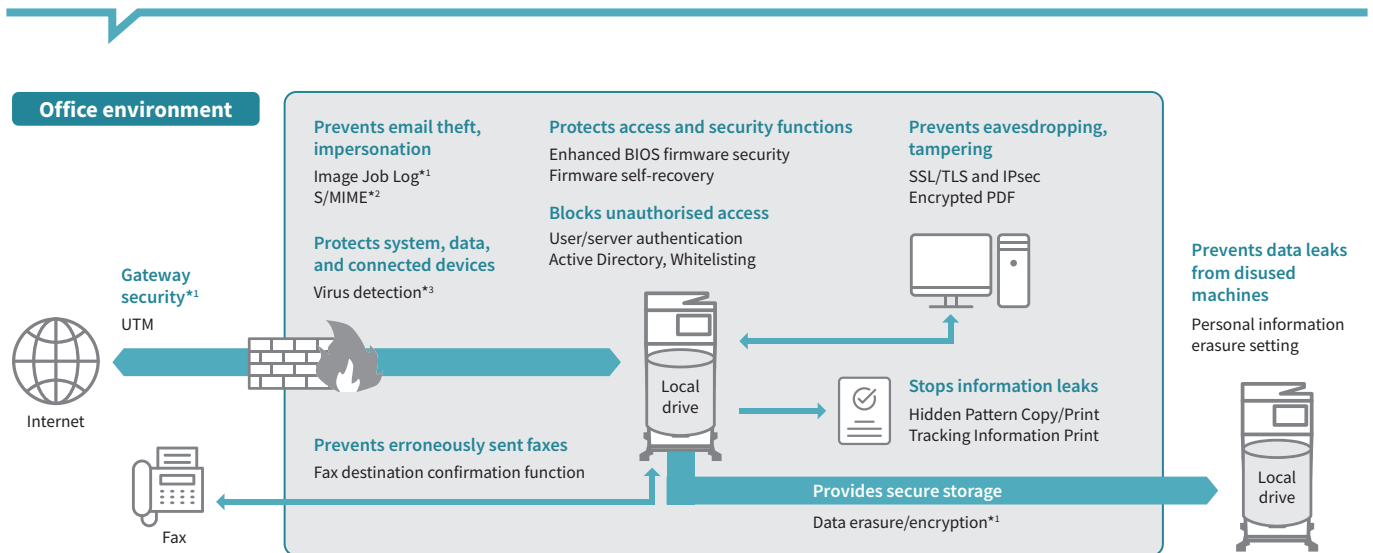 Office environment
Prevents email theft,
impersonation
Image Job Log*1
S/MIME*2
Protects system, data,
and connected devices
Virus detection*3
Protects access and security functions
Enhanced BIOS firmware security
Firmware self-recovery
Blocks unauthorised access
User/server authentication
Active Directory, Whitelisting
Prevents eavesdropping,
tampering
SSL/TLS and IPsec
Encrypted PDF
Gateway
security*1
UTM
Internet
Local
drive
Stops information leaks
Hidden Pattern Copy/Print
Tracking Information Print
Prevents erroneously sent faxes
Fax destination confirmation function
Fax
Provides secure storage
Data erasure/encryption*1
Prevents data leaks
from disused
machines
Personal information
erasure setting
Local
drive